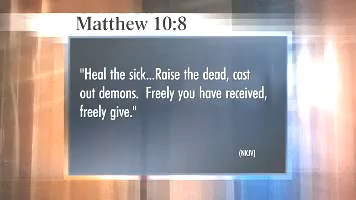 Matthew 10:8
"Heal the sick...Raise the dead, cast
out demons. Freely you have received,
freely give."
(NKJV)